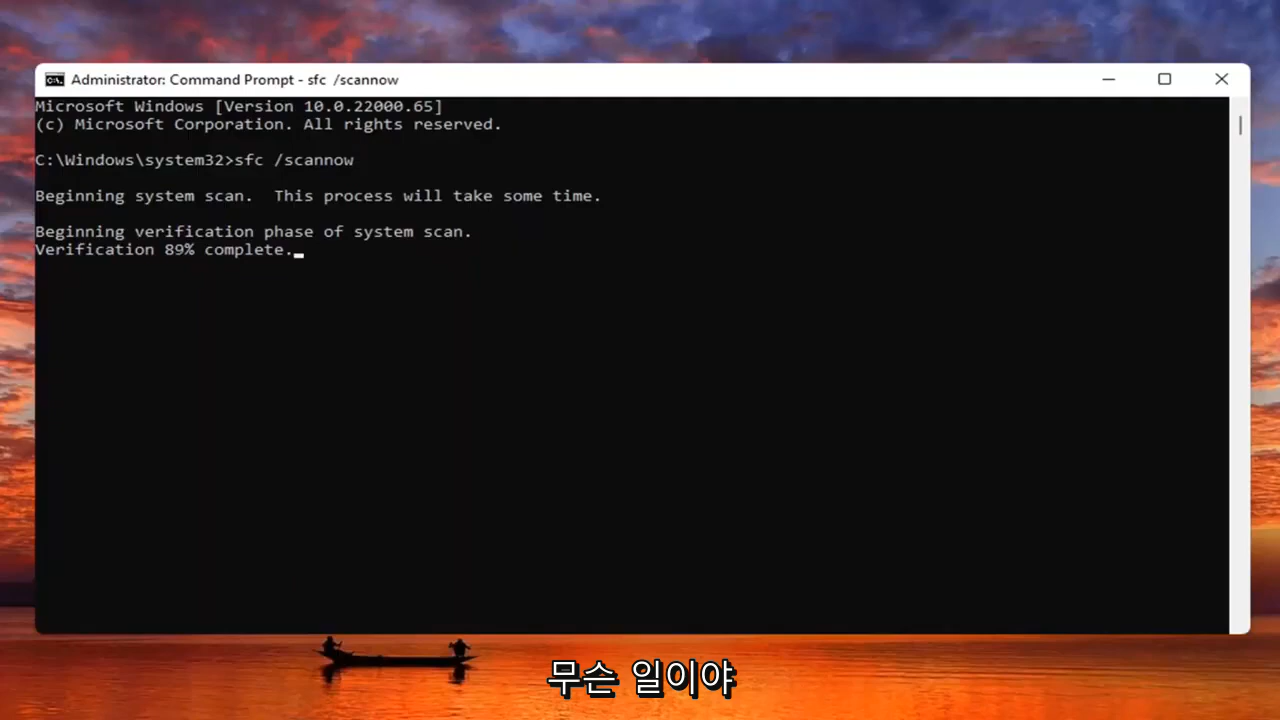 Administrator: Command Prompt - sfc  /scannow
Microsoft Windows [Version 10.0.22000.65]
(c) Microsoft Corporation. All rights reserved.
C:\Windows\system32>sfc /scannow
Beginning system scan.  This process will take some time.
Beginning verification phase of system scan.
Verification 89% complete.
무슨 일이야